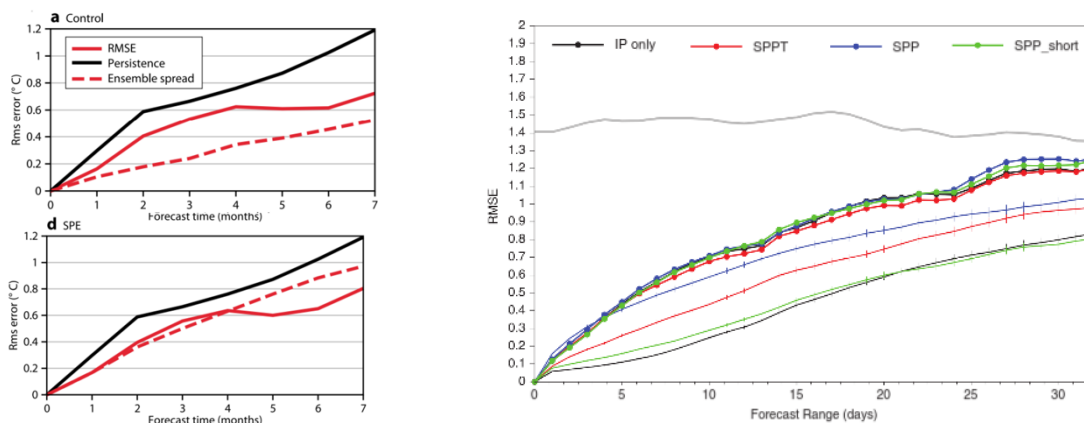 a Control
1.2
1
0.8
0.6
0.4
0.2
0
Rms error (° C)
RMSE
Persistence
Ensemble spread
0 1 2 3 4 5 6 7
Forecast time (months)
d SPE
1.2
1
0.8
0.6
0.4
0.2
0
Rms error (° C)
0 1 2 3 4 5 6 7
Forecast time (months)
2
1.9
1.8
1.7
1.6
1.5
1.4
1.3
1.2
1.1
1
0.9
0.8
0.7
0.6
0.5
0.4
0.3
0.2
0.1
0
RMSE
IP only SPPT SPP SPP_short
0 5 10 15 20 25 30
Forecast Range (days)